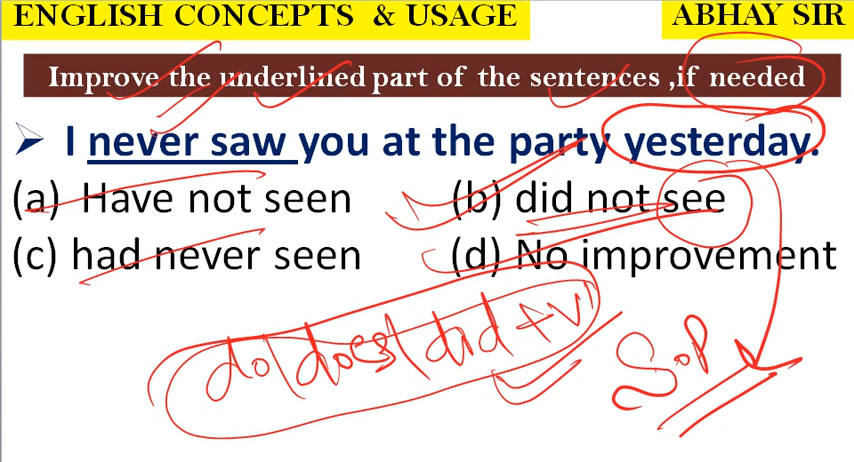 ENGLISH CONCEPTS & USAGE ABHAY SIR
Improve the underlined part of the sentences ,if needed
➢ I never saw you at the party yesterday.
(a) Have not seen (b) did not see
(c) had never seen (d) No improvement
do/does/did+V1
S.P